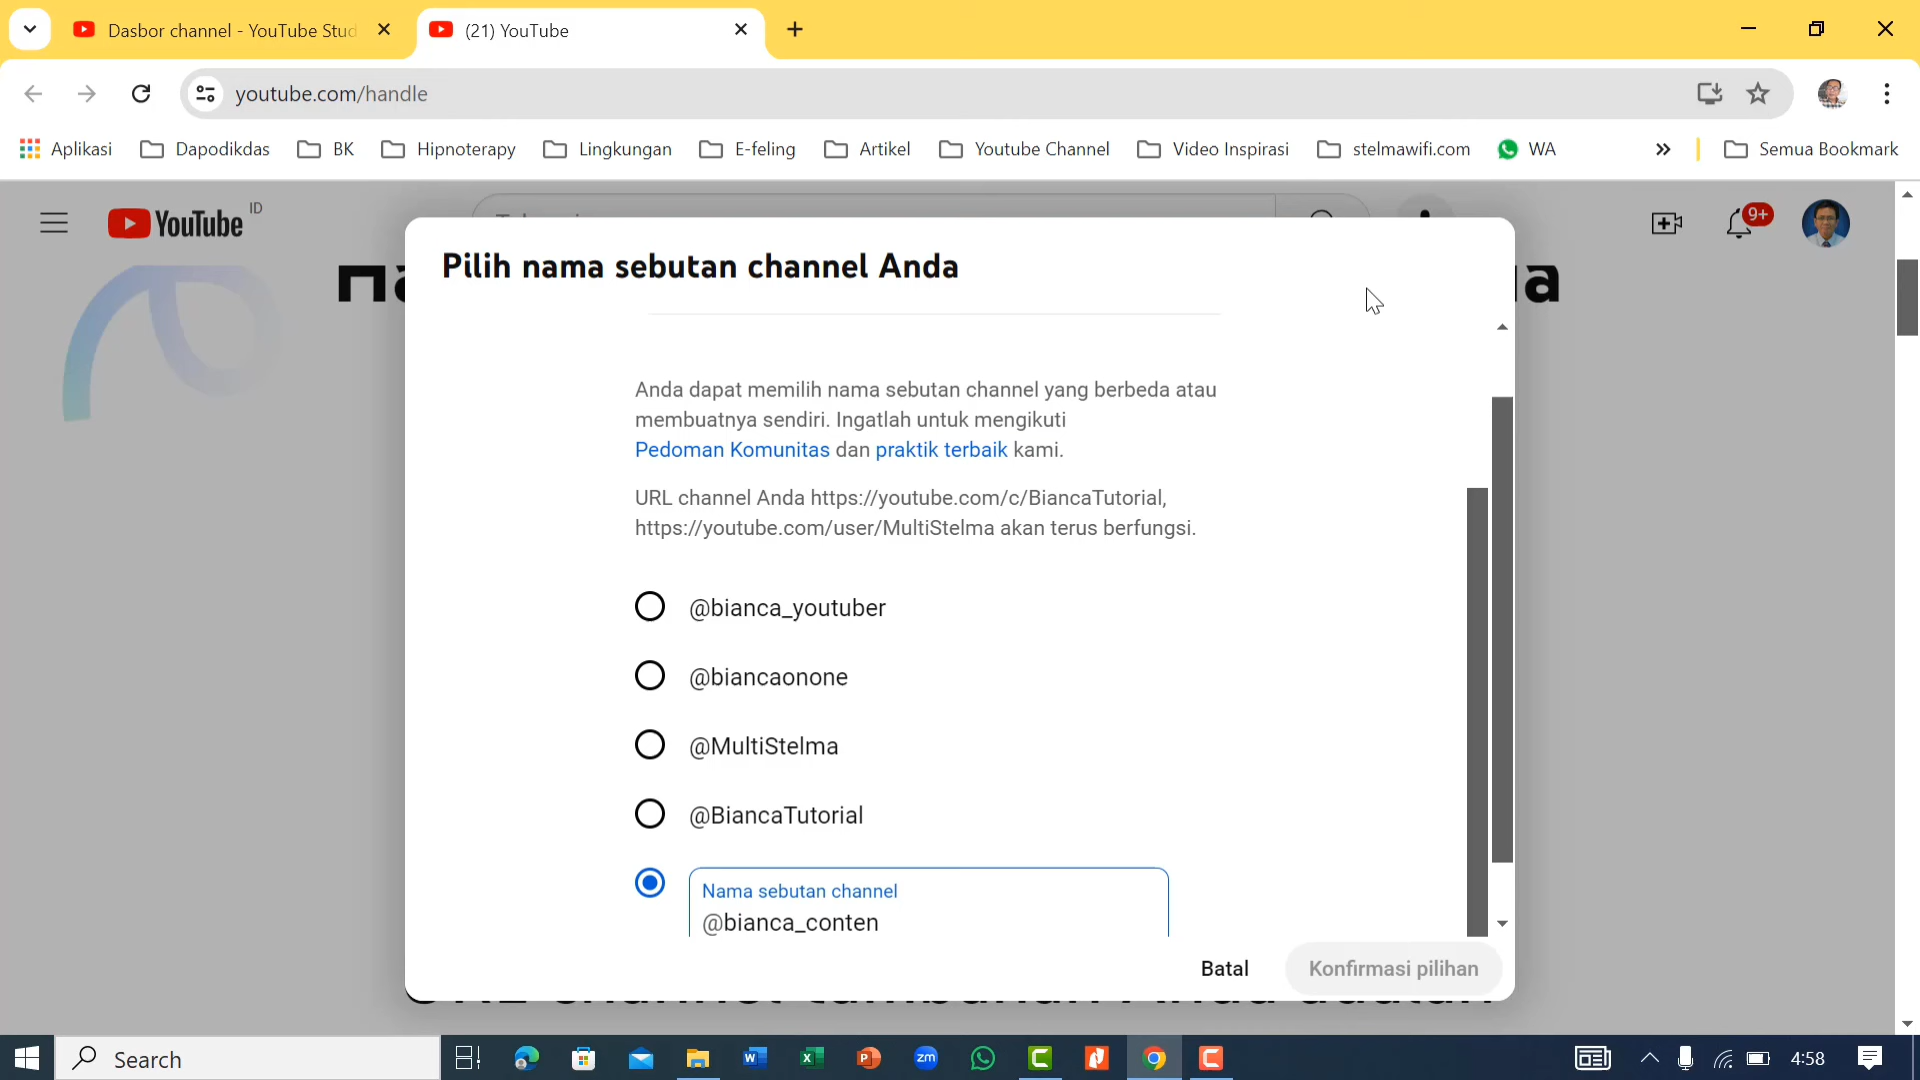 Dasbor channel - YouTube Stud
(21) YouTube
youtube.com/handle
Aplikasi
Dapodikdas
BK
Hipnoterapy
Lingkungan
E-feling
Artikel
Youtube Channel
Video Inspirasi
stelmawifi.com
WA
Semua Bookmark
YouTube ID
9+
Pilih nama sebutan channel Anda
Anda dapat memilih nama sebutan channel yang berbeda atau
membuatnya sendiri. Ingatlah untuk mengikuti
Pedoman Komunitas dan praktik terbaik kami.
URL channel Anda https://youtube.com/c/BiancaTutorial,
https://youtube.com/user/MultiStelma akan terus berfungsi.
@bianca_youtuber
@biancaonone
@MultiStelma
@BiancaTutorial
Nama sebutan channel
@bianca_conten
Batal
Konfirmasi pilihan
Search
zm
4:58